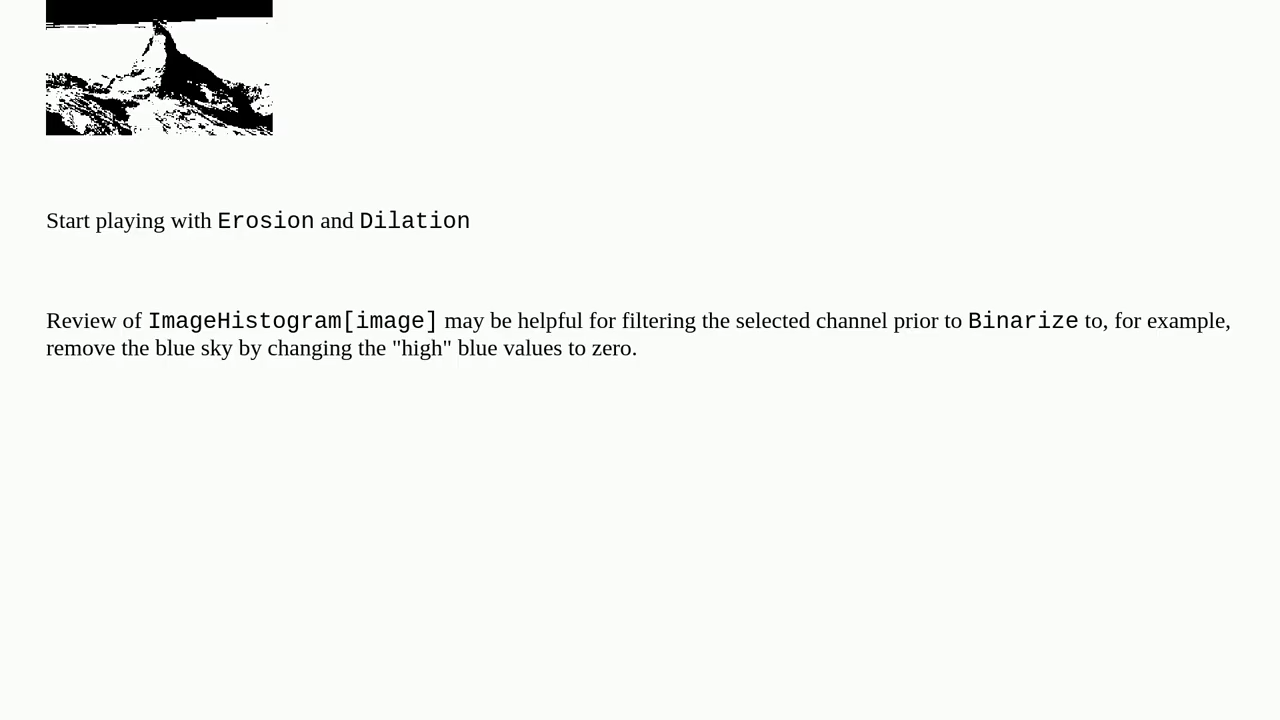 Start playing with Erosion and Dilation
Review of ImageHistogram[image] may be helpful for filtering the selected channel prior to Binarize to, for example,
remove the blue sky by changing the "high" blue values to zero.